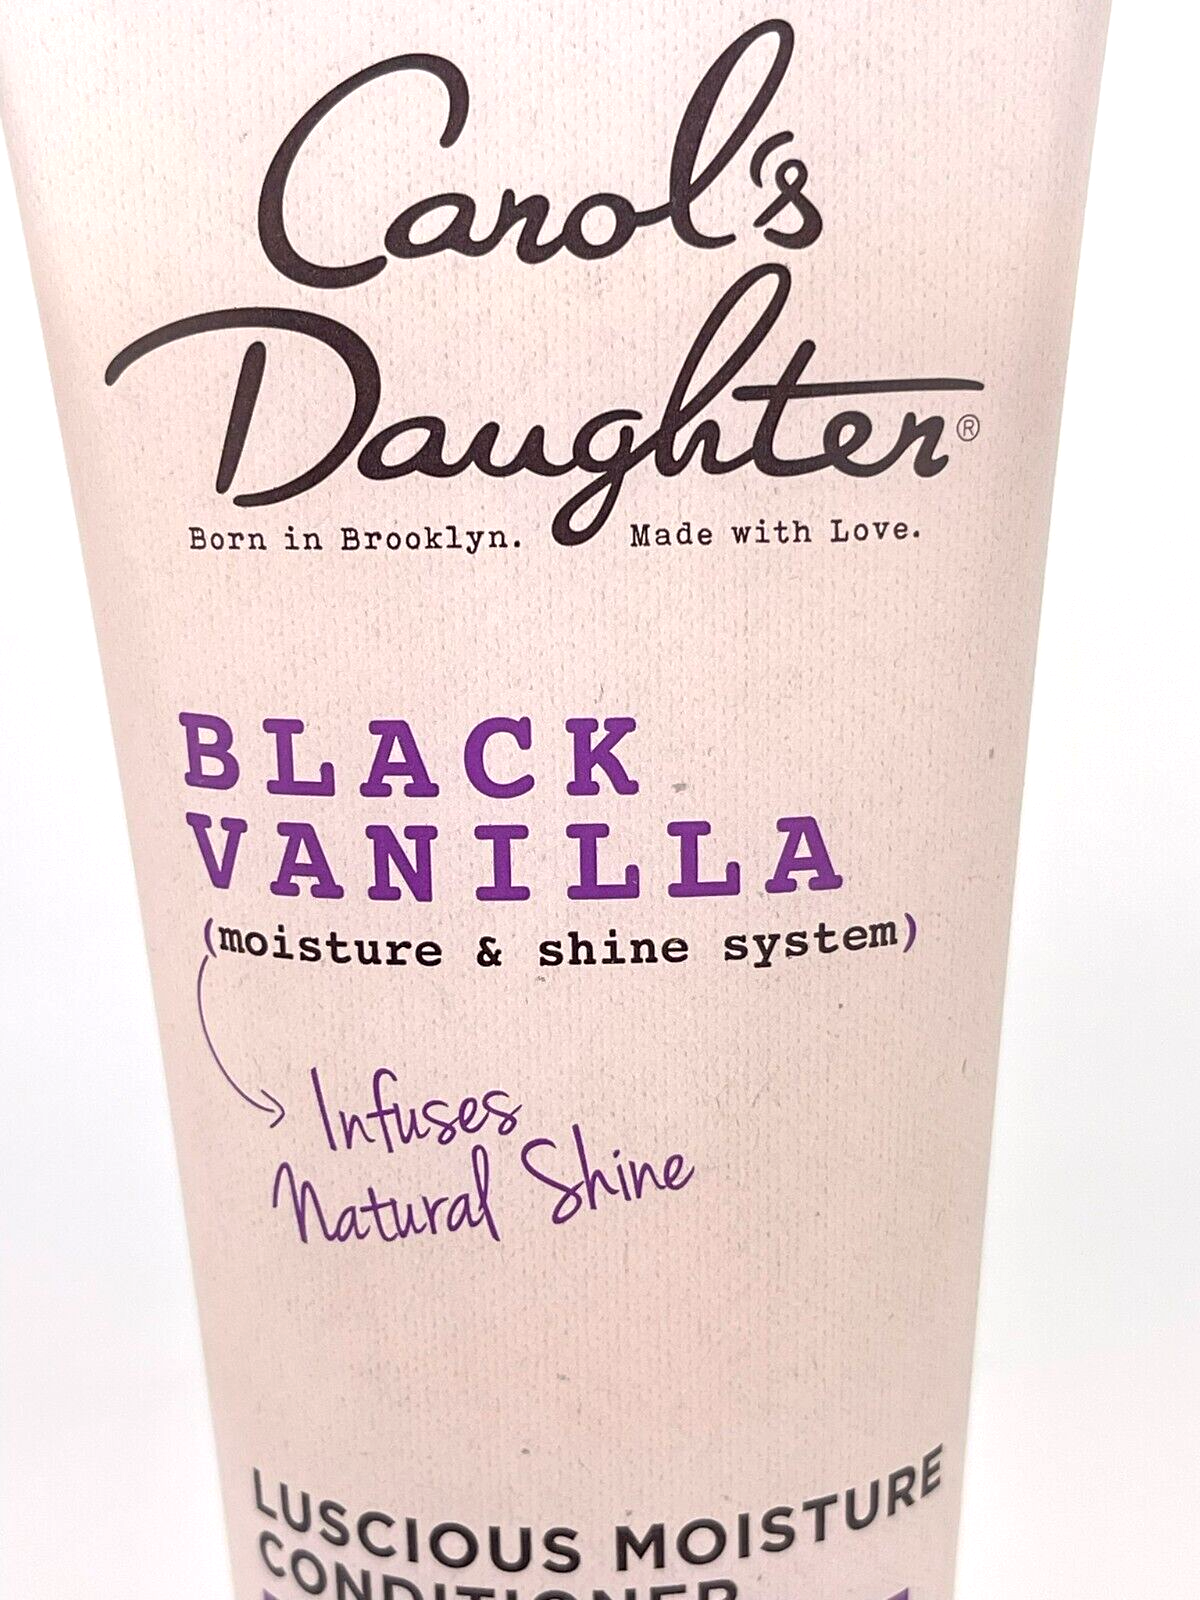 Carol's
Daughter®
Born in Brooklyn. Made with Love.
BLACK
VANILLA
(moisture & shine system)
Infuses
Natural Shine
LUSCIOUS MOISTURE
CONDITIONER